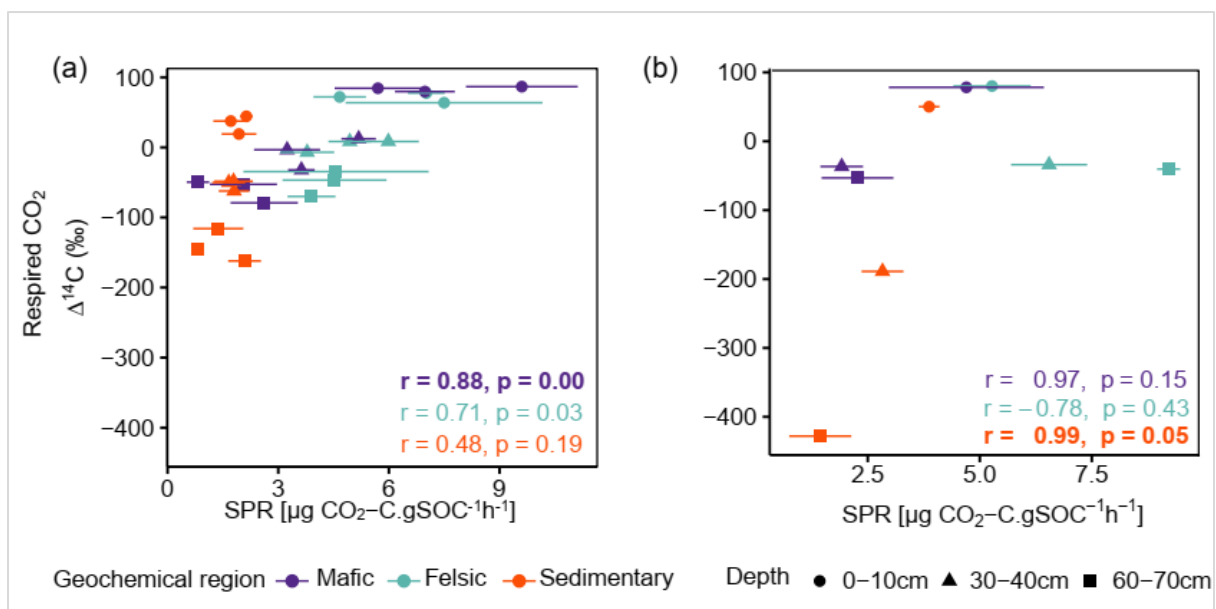 (a)
(b)
Respired CO₂
Δ¹⁴C (‰)
100
0
−100
−200
−300
−400
r = 0.88, p = 0.00
r = 0.71, p = 0.03
r = 0.48, p = 0.19
0 3 6 9
SPR [µg CO₂−C.gSOC⁻¹h⁻¹]
100
0
−100
−200
−300
−400
r = 0.97, p = 0.15
r = −0.78, p = 0.43
r = 0.99, p = 0.05
2.5 5.0 7.5
SPR [µg CO₂−C.gSOC⁻¹h⁻¹]
Geochemical region Mafic Felsic Sedimentary Depth 0−10cm 30−40cm 60−70cm